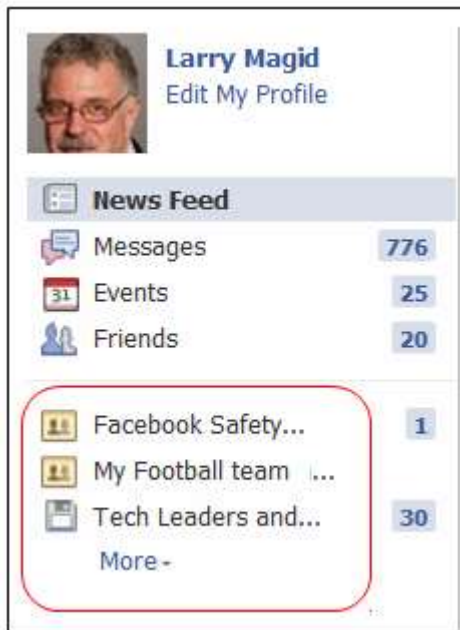 Larry Magid
Edit My Profile
News Feed
Messages 776
31 Events 25
Friends 20
Facebook Safety... 1
My Football team ...
Tech Leaders and... 30
More